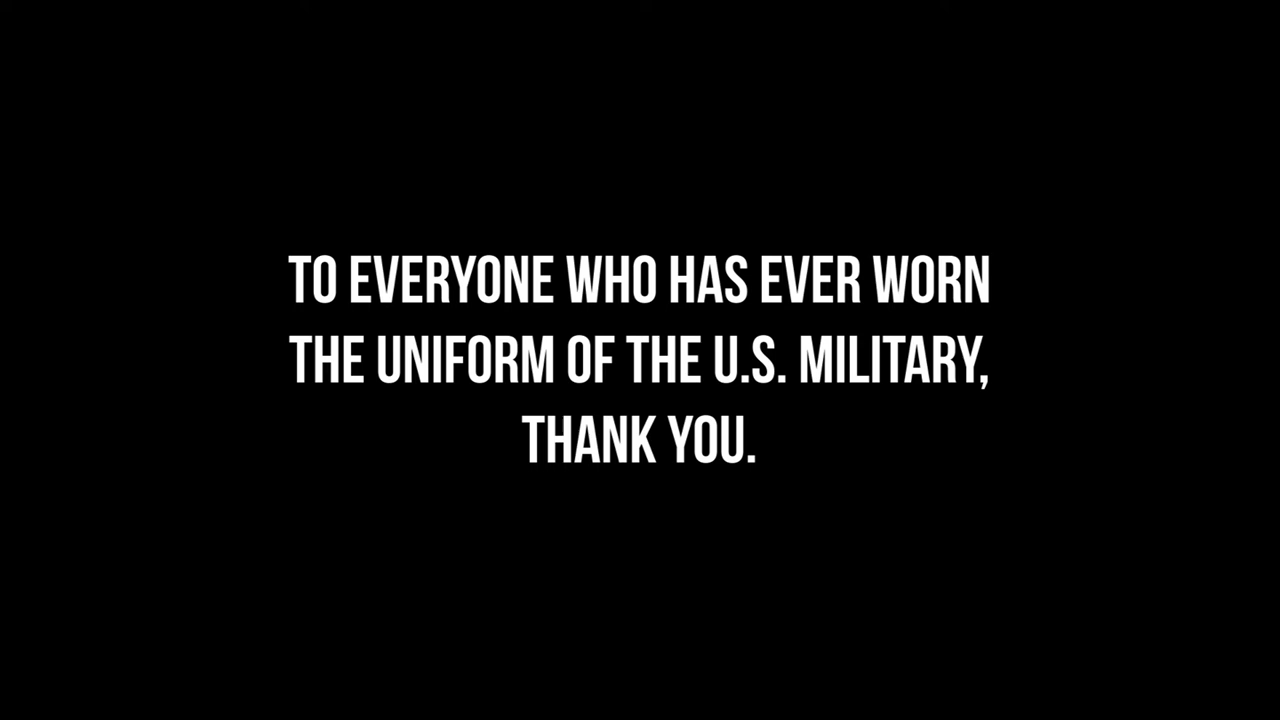 TO EVERYONE WHO HAS EVER WORN
THE UNIFORM OF THE U.S. MILITARY,
THANK YOU.